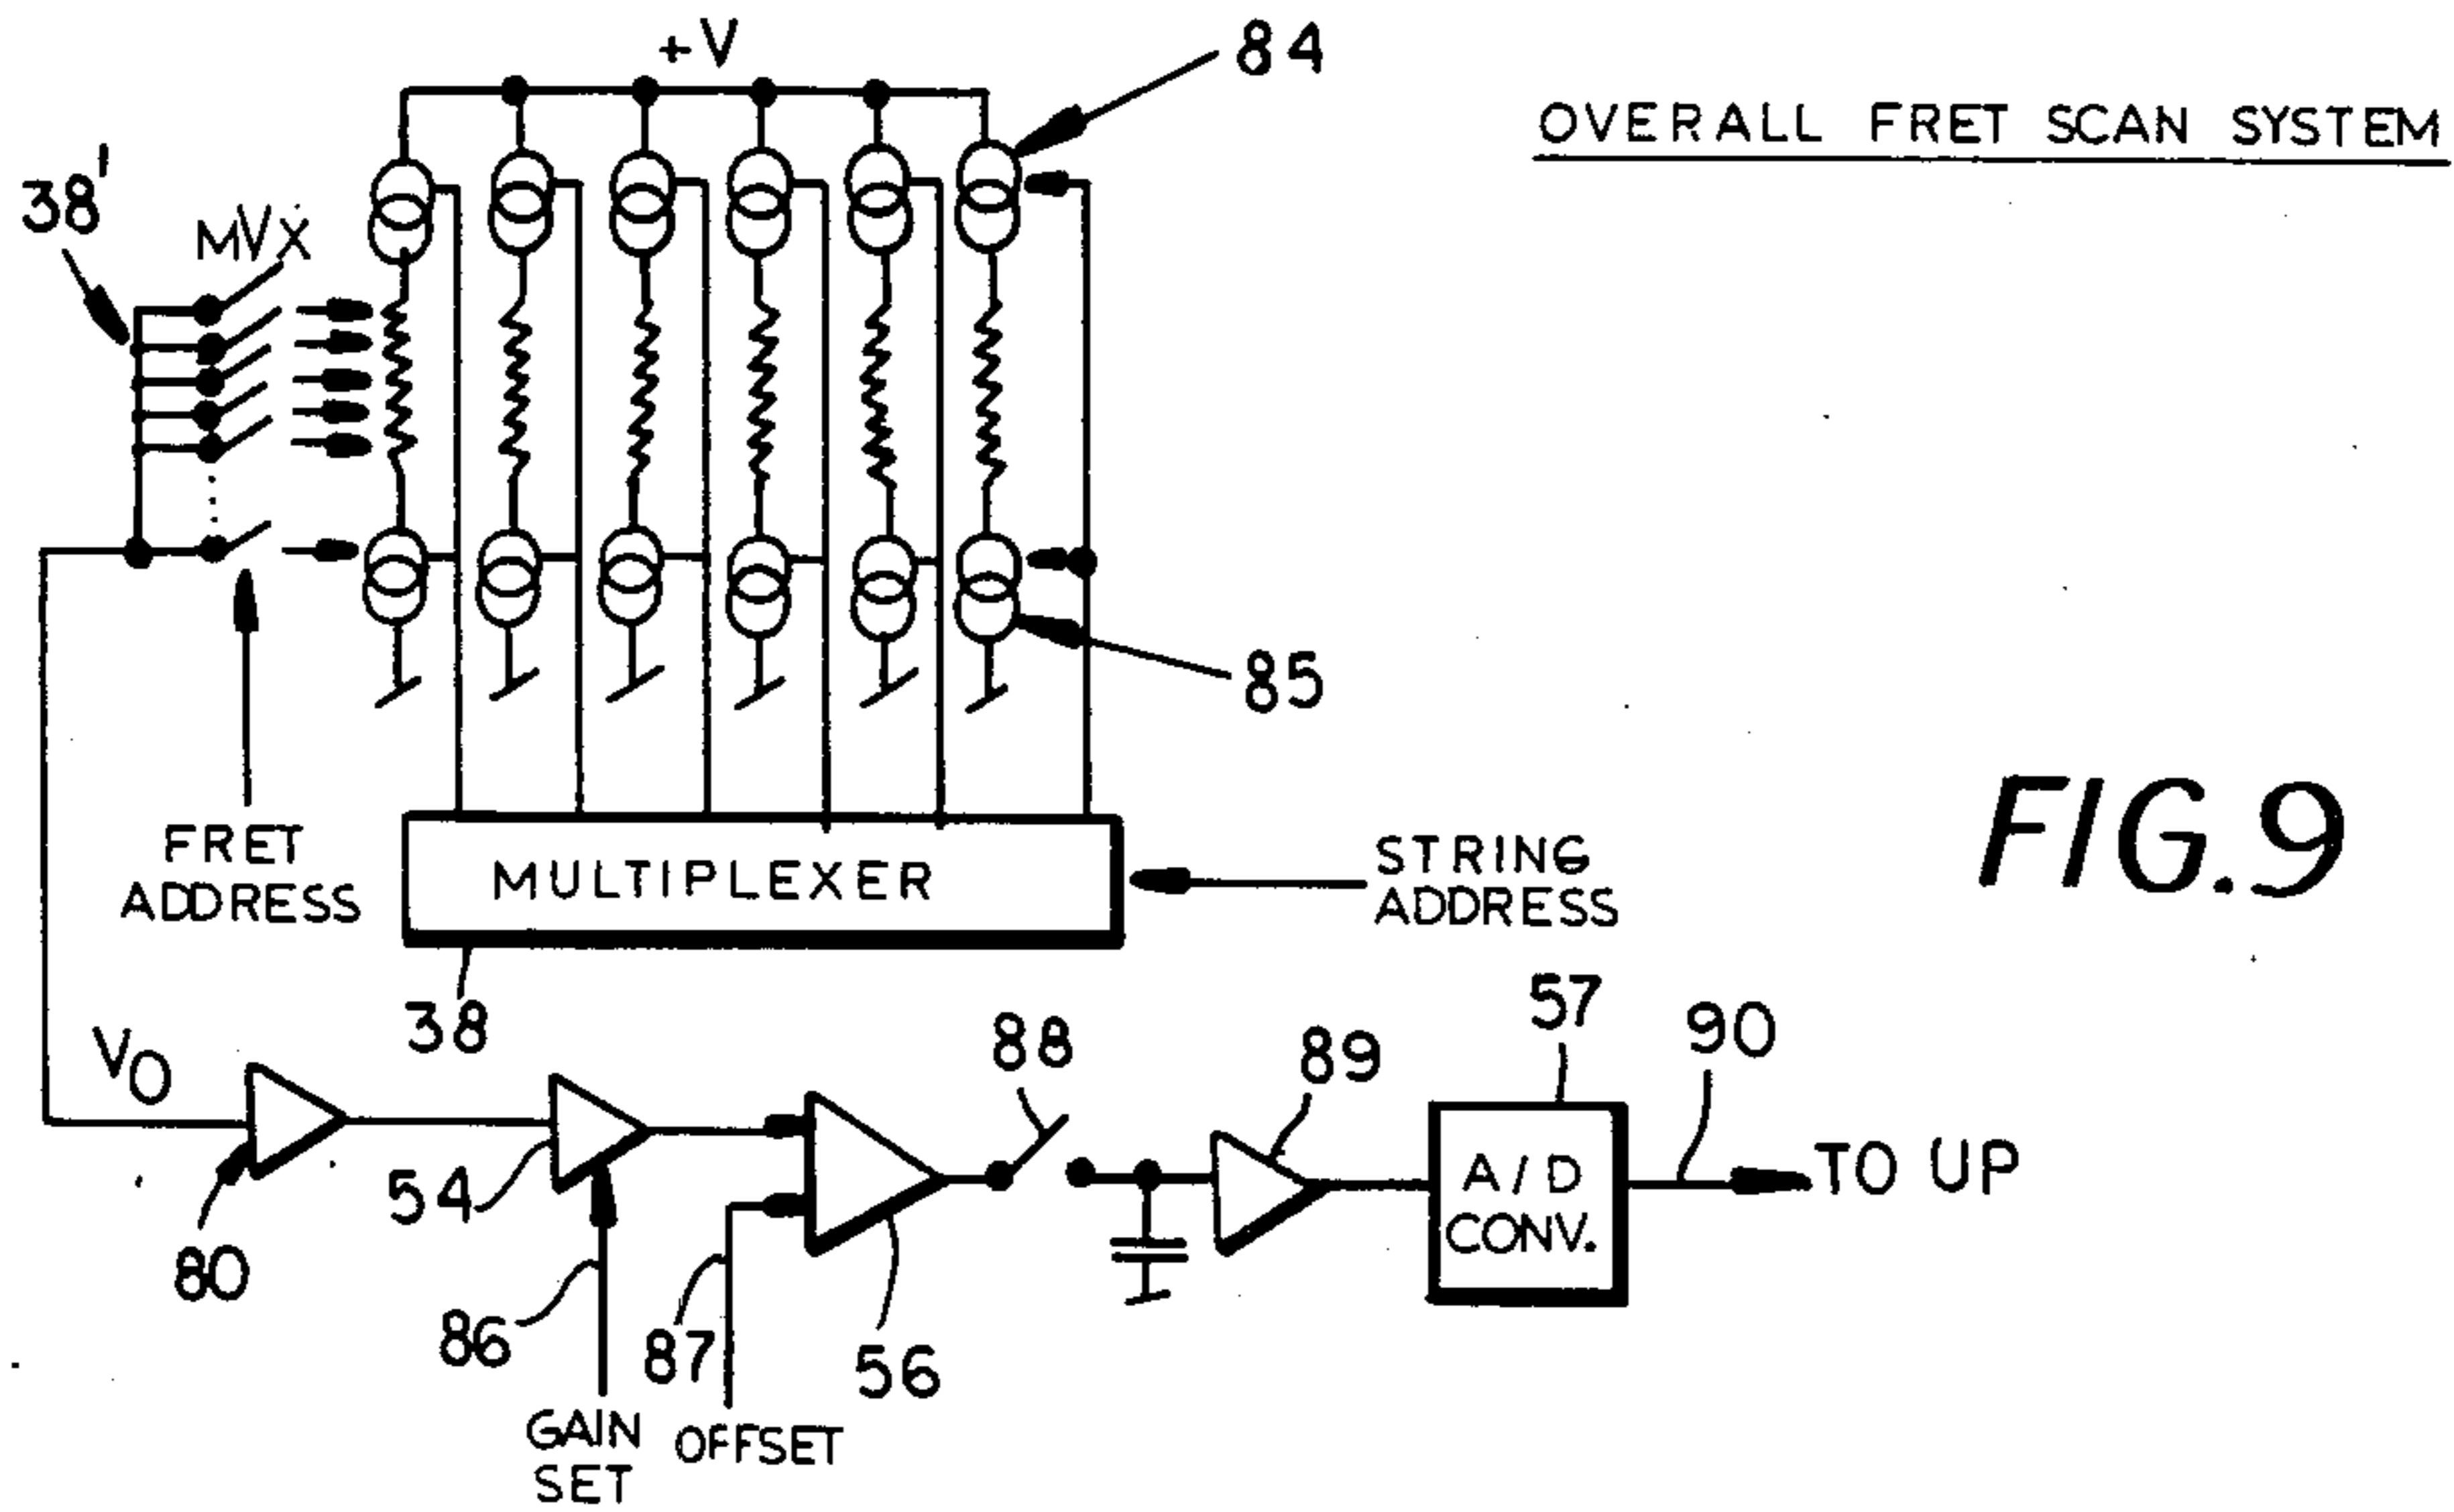 +V
84
OVERALL FRET SCAN SYSTEM
38'
MVX
85
FRET
ADDRESS
MULTIPLEXER
STRING
ADDRESS
FIG.9
38
VO
80
54
86
GAIN
SET
87
OFFSET
56
88
89
57
A/D
CONV.
90
TO UP